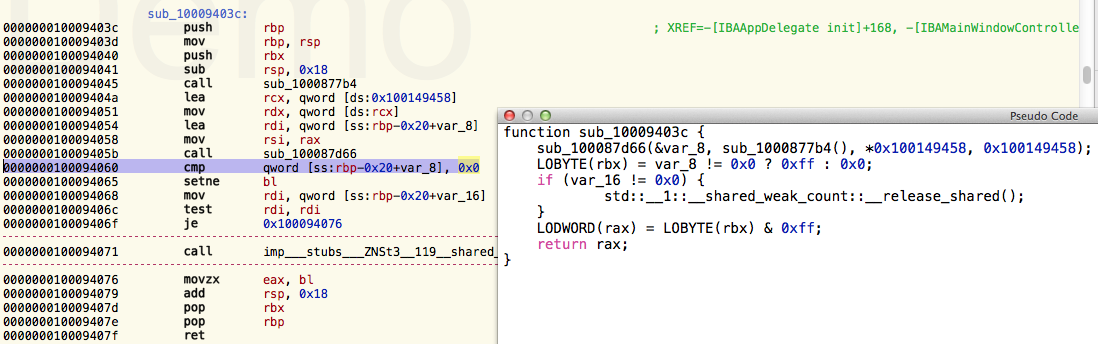 Demo
sub_10009403c:
000000010009403c push rbp ; XREF=-[IBAAppDelegate init]+168, -[IBAMainWindowControlle
000000010009403d mov rbp, rsp
0000000100094040 push rbx
0000000100094041 sub rsp, 0x18
0000000100094045 call sub_1000877b4
000000010009404a lea rcx, qword [ds:0x100149458]
0000000100094051 mov rdx, qword [ds:rcx]
0000000100094054 lea rdi, qword [ss:rbp-0x20+var_8]
0000000100094058 mov rsi, rax
000000010009405b call sub_100087d66
0000000100094060 cmp qword [ss:rbp-0x20+var_8], 0x0
0000000100094065 setne bl
0000000100094068 mov rdi, qword [ss:rbp-0x20+var_16]
000000010009406c test rdi, rdi
000000010009406f je 0x100094076
0000000100094071 call imp___stubs___ZNSt3__119__shared_
0000000100094076 movzx eax, bl
0000000100094079 add rsp, 0x18
000000010009407d pop rbx
000000010009407e pop rbp
000000010009407f ret
Pseudo Code
function sub_10009403c {
sub_100087d66(&var_8, sub_1000877b4(), *0x100149458, 0x100149458);
LOBYTE(rbx) = var_8 != 0x0 ? 0xff : 0x0;
if (var_16 != 0x0) {
std::__1::__shared_weak_count::__release_shared();
}
LODWORD(rax) = LOBYTE(rbx) & 0xff;
return rax;
}